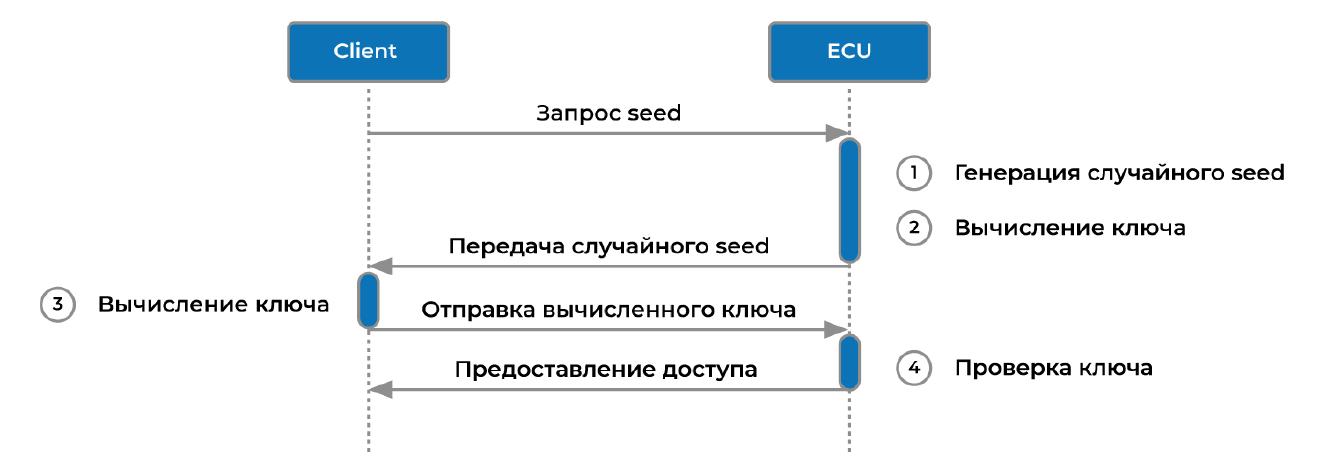 Client
ECU
Запрос seed
1 Генерация случайного seed
2 Вычисление ключа
Передача случайного seed
3 Вычисление ключа
Отправка вычисленного ключа
Предоставление доступа
4 Проверка ключа